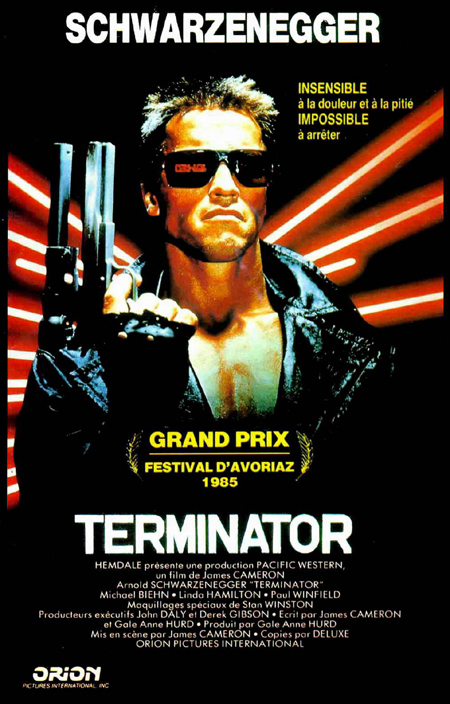 SCHWARZENEGGER
INSENSIBLE
à la douleur et à la pitié
IMPOSSIBLE
à arrêter
GRAND PRIX
FESTIVAL D'AVORIAZ
1985
TERMINATOR
HEMDALE présente une production PACIFIC WESTERN,
un film de James CAMERON
Arnold SCHWARZENEGGER "TERMINATOR"
Michael BIEHN • Linda HAMILTON • Paul WINFIELD
Maquillages spéciaux de Stan WINSTON
Producteurs exécutifs John DALY et Derek GIBSON • Ecrit par James CAMERON
et Gale Anne HURD • Produit par Gale Anne HURD
Mis en scène par James CAMERON • Copies par DELUXE
ORION PICTURES INTERNATIONAL
ORION
PICTURES INTERNATIONAL, INC